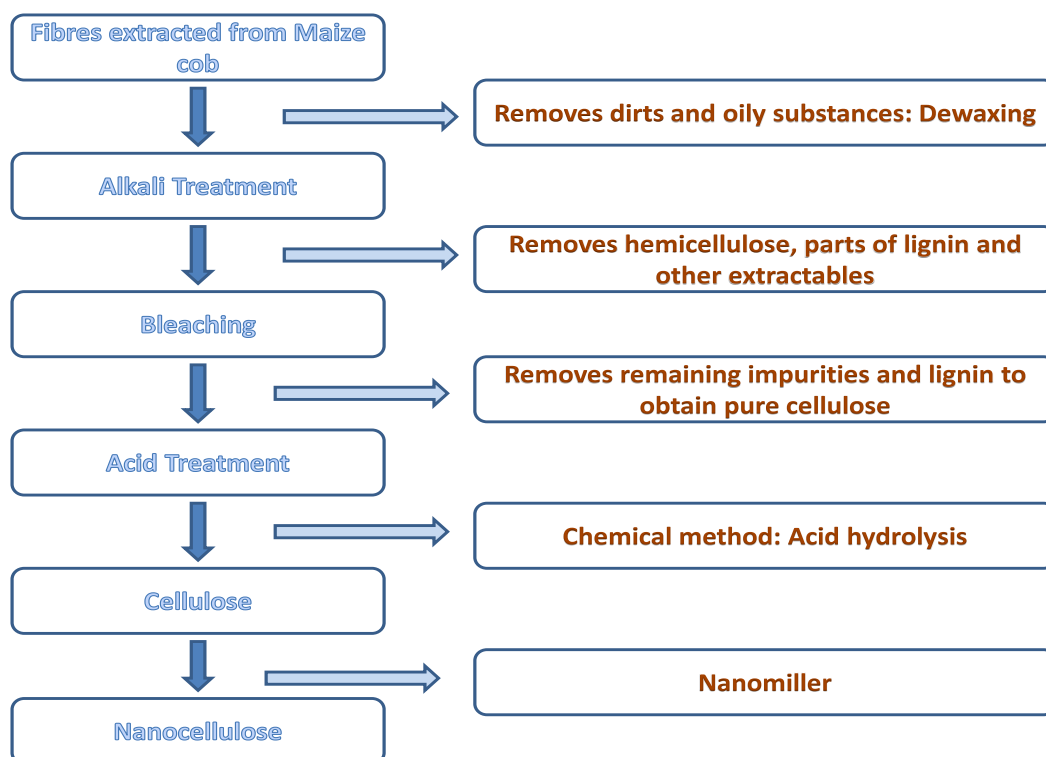 Fibres extracted from Maize
cob
Removes dirts and oily substances: Dewaxing
Alkali Treatment
Removes hemicellulose, parts of lignin and
other extractables
Bleaching
Removes remaining impurities and lignin to
obtain pure cellulose
Acid Treatment
Chemical method: Acid hydrolysis
Cellulose
Nanomiller
Nanocellulose